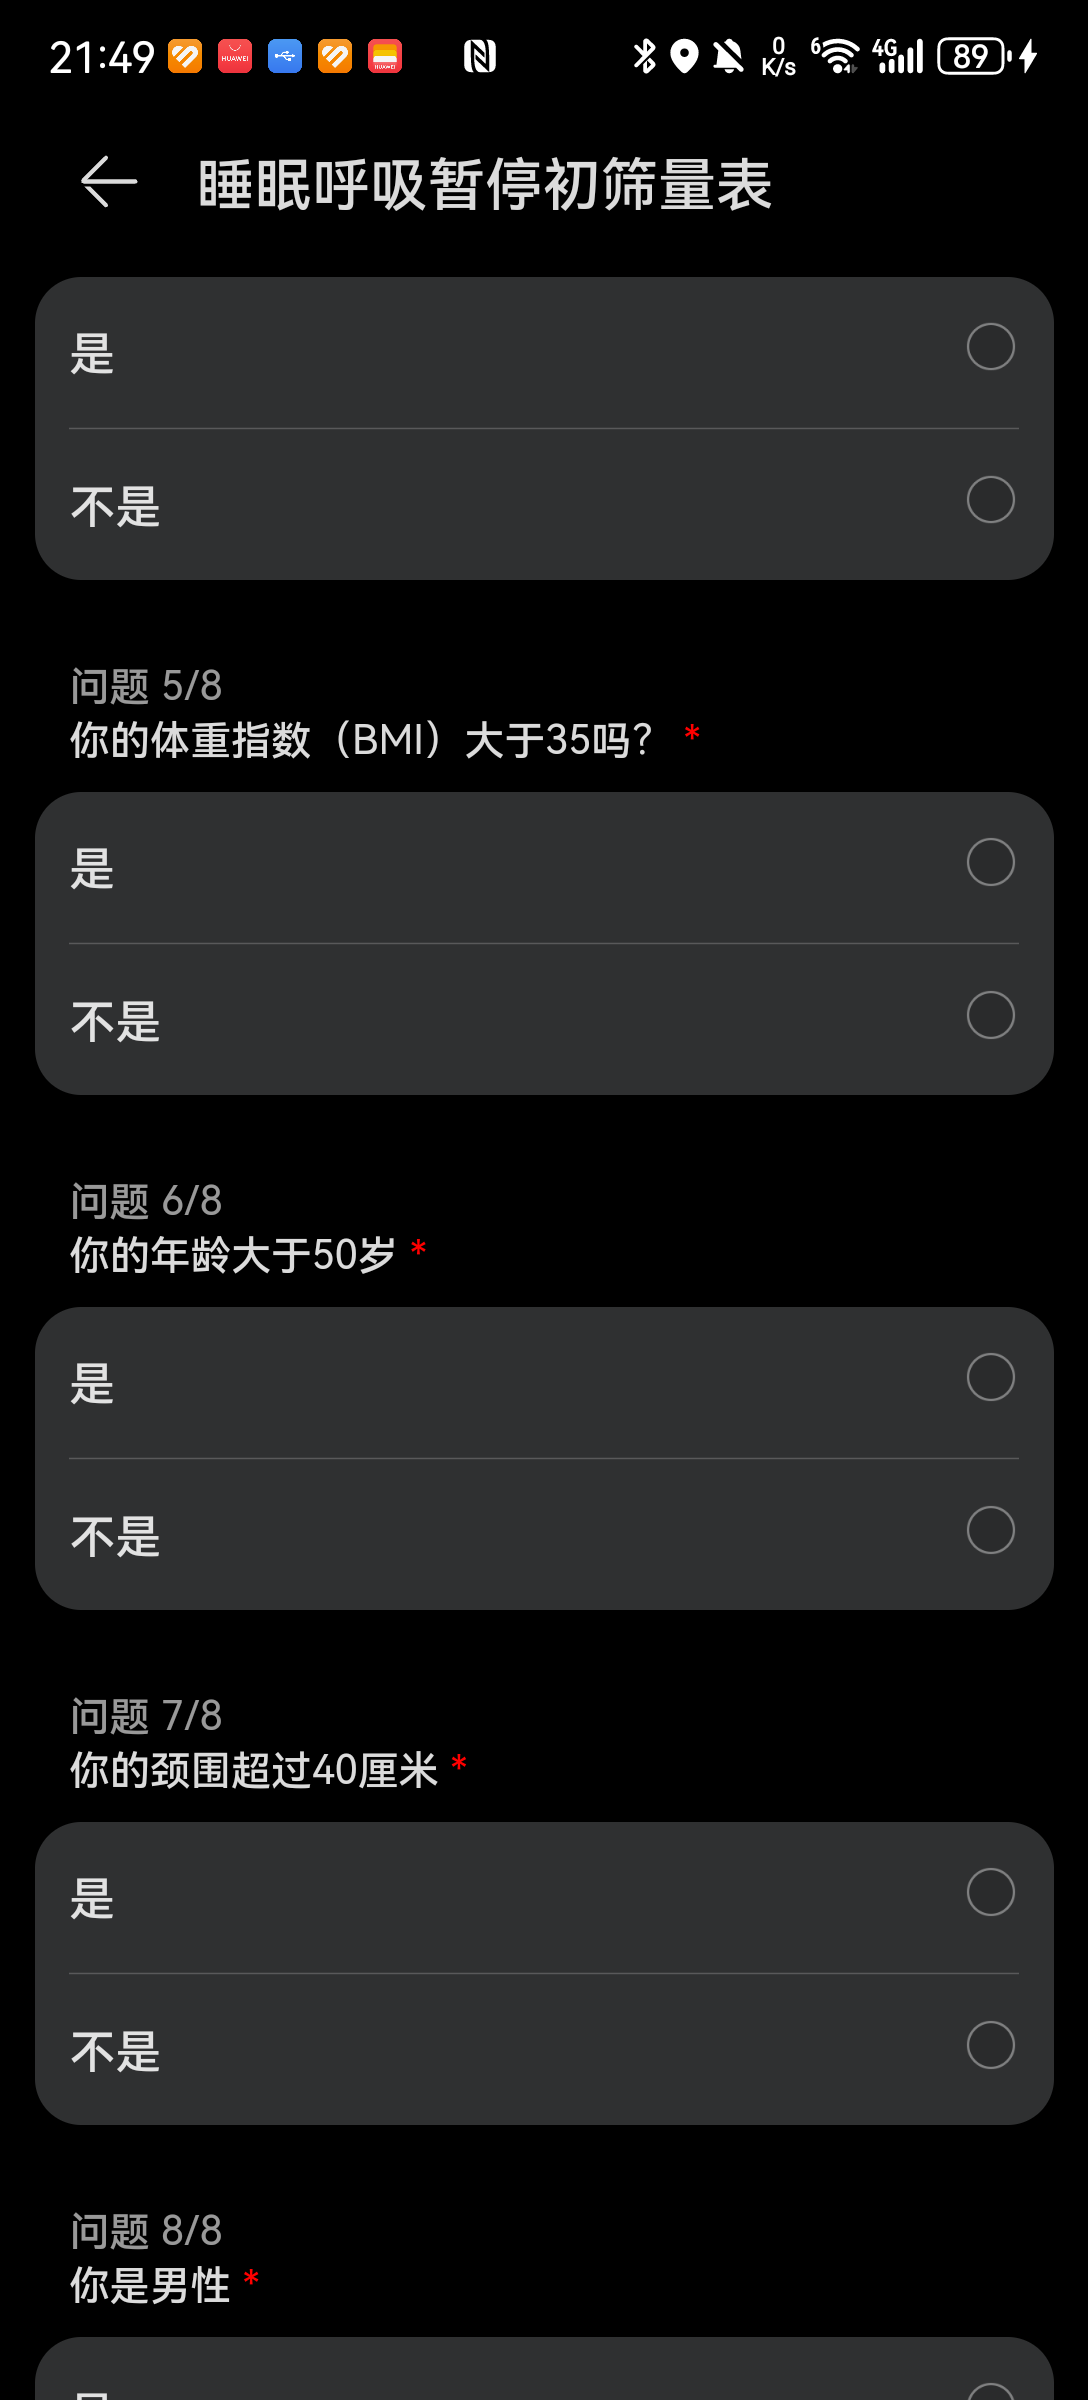 21:49
HUAWEI
HUAWEI
0
K/s
6
4G
89
睡眠呼吸暂停初筛量表
是
不是
问题 5/8
你的体重指数（BMI）大于35吗？ *
是
不是
问题 6/8
你的年龄大于50岁 *
是
不是
问题 7/8
你的颈围超过40厘米 *
是
不是
问题 8/8
你是男性 *